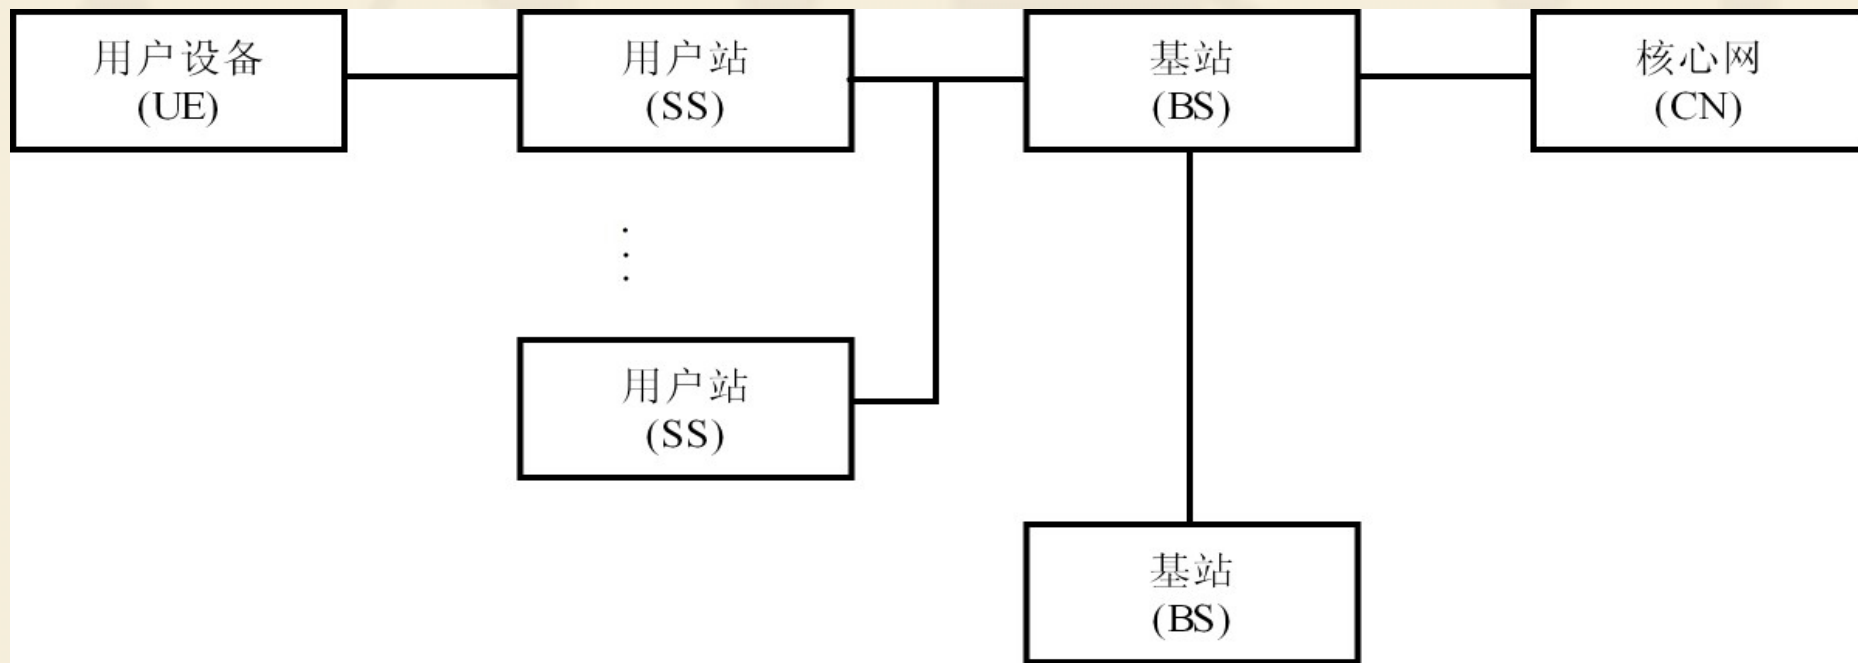 用户设备
(UE)
用户站
(SS)
基站
(BS)
核心网
(CN)
用户站
(SS)
基站
(BS)